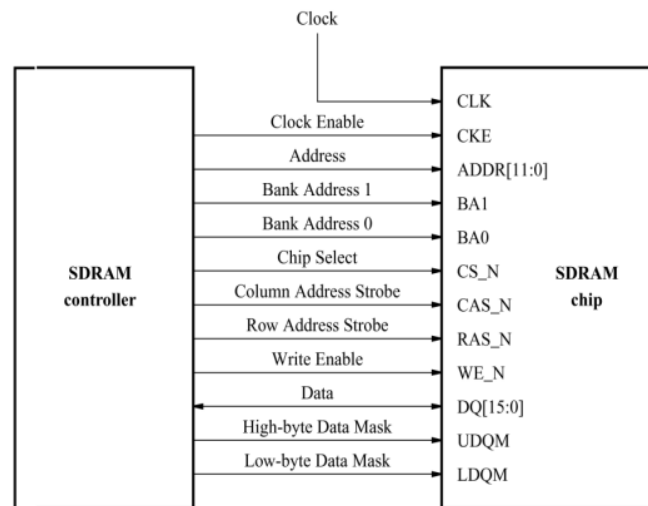 Clock
CLK
Clock Enable
CKE
Address
ADDR[11:0]
Bank Address 1
BA1
Bank Address 0
BA0
Chip Select
CS_N
SDRAM
controller
SDRAM
chip
Column Address Strobe
CAS_N
Row Address Strobe
RAS_N
Write Enable
WE_N
Data
DQ[15:0]
High-byte Data Mask
UDQM
Low-byte Data Mask
LDQM